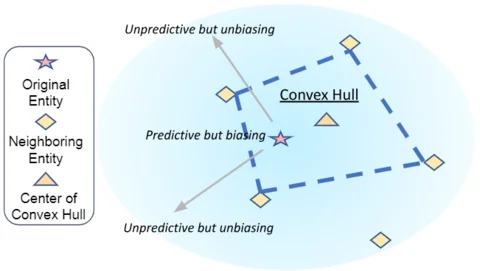 Unpredictive but unbiasing
Convex Hull
Predictive but biasing
Unpredictive but unbiasing
Original
Entity
Neighboring
Entity
Center of
Convex Hull